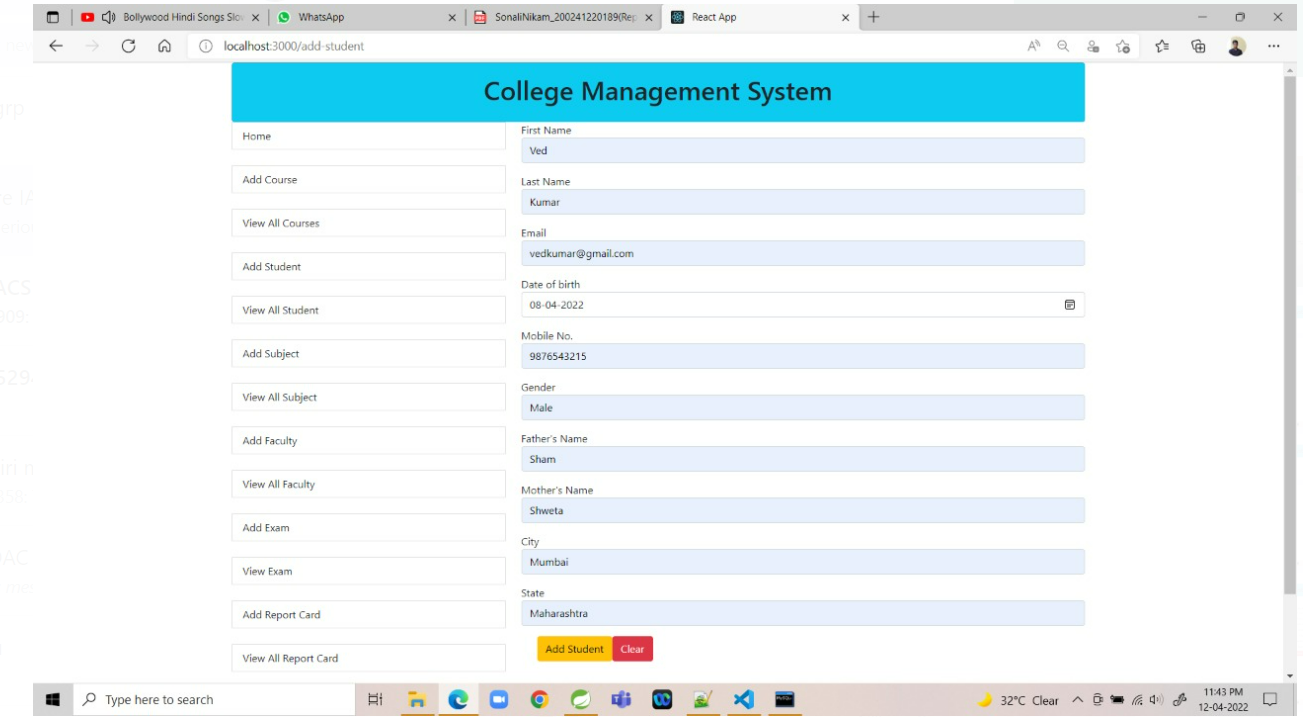 Bollywood Hindi Songs Slov
WhatsApp
SonaliNikam_200241220189(Rep
React App
localhost:3000/add-student
College Management System
Home
Add Course
View All Courses
Add Student
View All Student
Add Subject
View All Subject
Add Faculty
View All Faculty
Add Exam
View Exam
Add Report Card
View All Report Card
First Name
Ved
Last Name
Kumar
Email
vedkumar@gmail.com
Date of birth
08-04-2022
Mobile No.
9876543215
Gender
Male
Father's Name
Sham
Mother's Name
Shweta
City
Mumbai
State
Maharashtra
Add Student Clear
Type here to search
32°C Clear
11:43 PM
12-04-2022